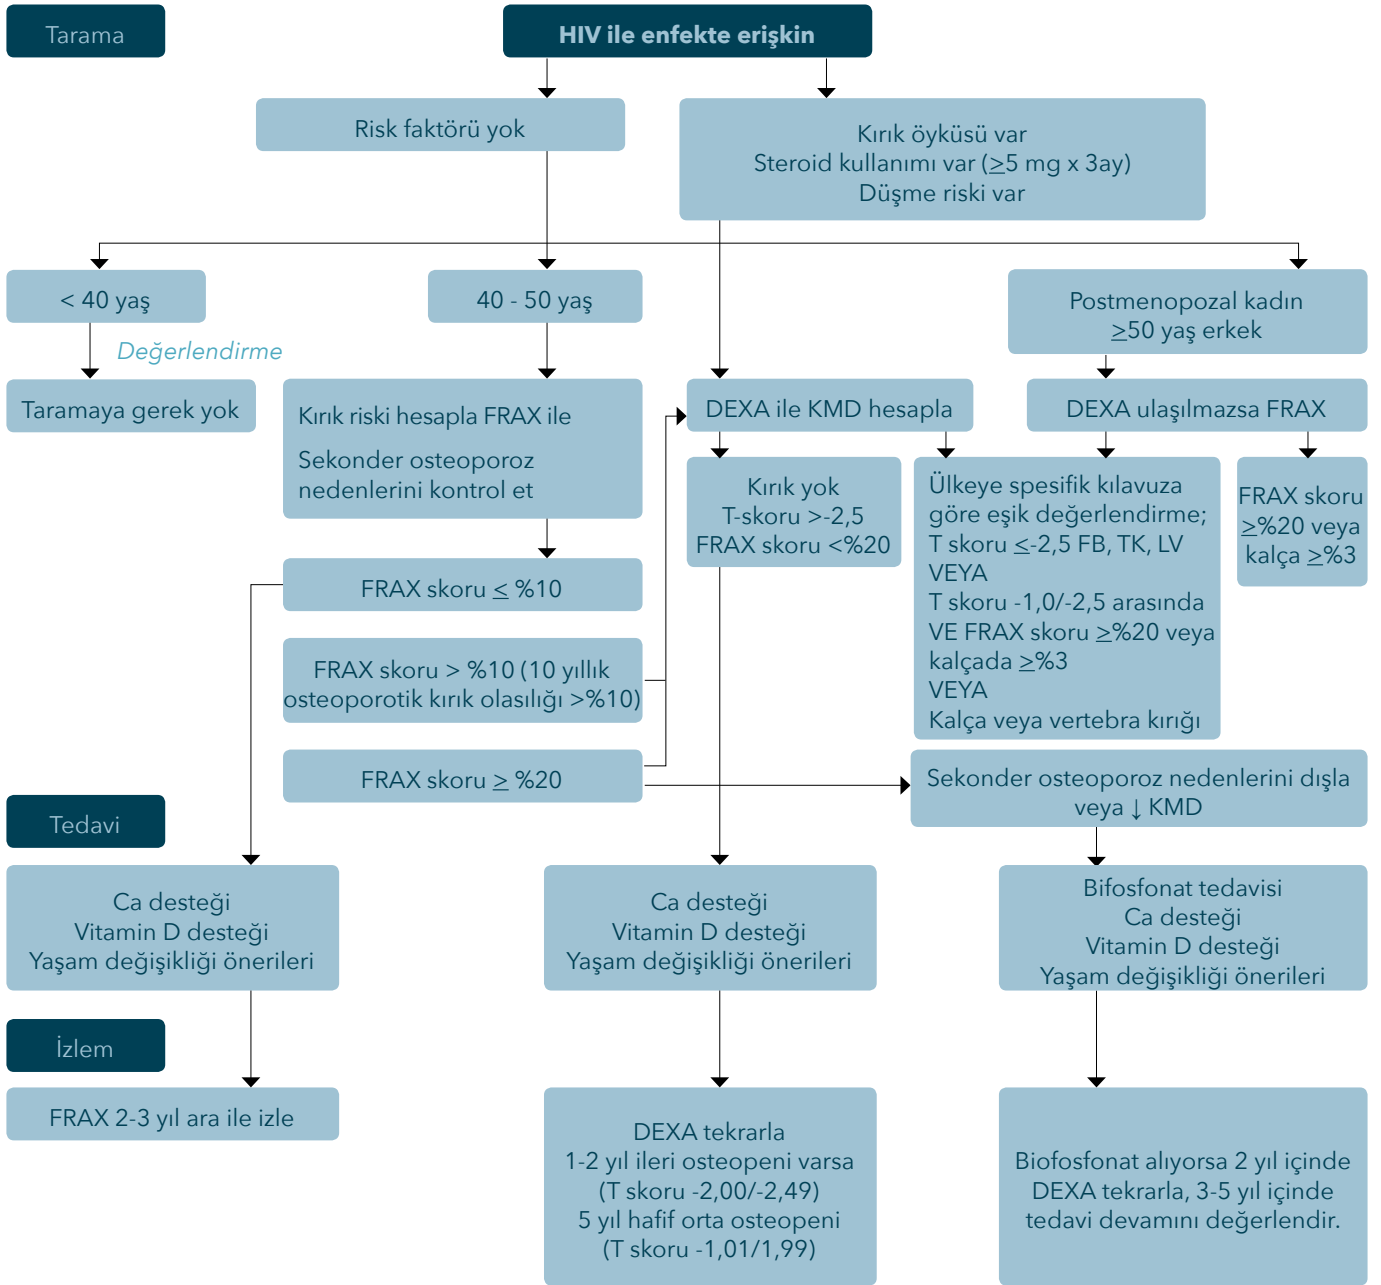 Tarama
HIV ile enfekte erişkin
Risk faktörü yok
Kırık öyküsü var
Steroid kullanımı var (≥5 mg x 3ay)
Düşme riski var
< 40 yaş
40 - 50 yaş
Postmenopozal kadın
≥50 yaş erkek
Değerlendirme
Taramaya gerek yok
Kırık riski hesapla FRAX ile
Sekonder osteoporoz
nedenlerini kontrol et
DEXA ile KMD hesapla
DEXA ulaşılmazsa FRAX
Kırık yok
T-skoru >-2,5
FRAX skoru <%20
Ülkeye spesifik kılavuza
göre eşik değerlendirme;
T skoru ≤-2,5 FB, TK, LV
VEYA
T skoru -1,0/-2,5 arasında
VE FRAX skoru ≥%20 veya
kalçada ≥%3
VEYA
Kalça veya vertebra kırığı
FRAX skoru
≥%20 veya
kalça ≥%3
FRAX skoru ≤ %10
FRAX skoru > %10 (10 yıllık
osteoporotik kırık olasılığı >%10)
FRAX skoru ≥ %20
Sekonder osteoporoz nedenlerini dışla
veya ↓ KMD
Tedavi
Ca desteği
Vitamin D desteği
Yaşam değişikliği önerileri
Ca desteği
Vitamin D desteği
Yaşam değişikliği önerileri
Bifosfonat tedavisi
Ca desteği
Vitamin D desteği
Yaşam değişikliği önerileri
İzlem
FRAX 2-3 yıl ara ile izle
DEXA tekrarla
1-2 yıl ileri osteopeni varsa
(T skoru -2,00/-2,49)
5 yıl hafif orta osteopeni
(T skoru -1,01/1,99)
Biofosfonat alıyorsa 2 yıl içinde
DEXA tekrarla, 3-5 yıl içinde
tedavi devamını değerlendir.